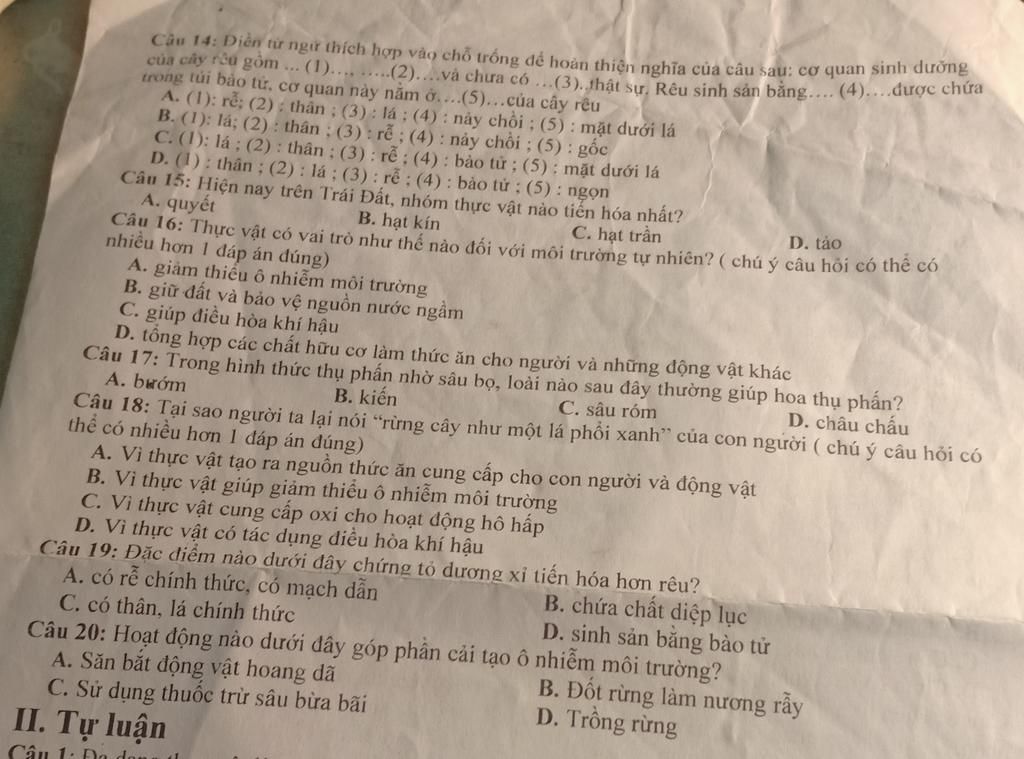 Câu 14: Điền từ ngữ thích hợp vào chỗ trống để hoàn thiện nghĩa của câu sau: cơ quan sinh dưỡng
của cây rêu gồm ... (1).... .....(2)....và chưa có ...(3)..thật sự. Rêu sinh sản bằng.... (4)....được chứa
trong túi bào tử, cơ quan này nằm ở....(5)...của cây rêu
A. (1): rễ; (2) : thân ; (3) : lá ; (4) : nảy chồi ; (5) : mặt dưới lá
B. (1): lá; (2) : thân ; (3) : rễ ; (4) : nảy chồi ; (5) : gốc
C. (1): lá ; (2) : thân ; (3) : rễ ; (4) : bào tử ; (5) : mặt dưới lá
D. (1) : thân ; (2) : lá ; (3) : rễ ; (4) : bào tử ; (5) : ngọn
Câu 15: Hiện nay trên Trái Đất, nhóm thực vật nào tiến hóa nhất?
A. quyết B. hạt kín C. hạt trần D. tảo
Câu 16: Thực vật có vai trò như thế nào đối với môi trường tự nhiên? ( chú ý câu hỏi có thể có
nhiều hơn 1 đáp án đúng)
A. giảm thiểu ô nhiễm môi trường
B. giữ đất và bảo vệ nguồn nước ngầm
C. giúp điều hòa khí hậu
D. tổng hợp các chất hữu cơ làm thức ăn cho người và những động vật khác
Câu 17: Trong hình thức thụ phấn nhờ sâu bọ, loài nào sau đây thường giúp hoa thụ phấn?
A. bướm B. kiến C. sâu róm D. châu chấu
Câu 18: Tại sao người ta lại nói “rừng cây như một lá phổi xanh” của con người ( chú ý câu hỏi có
thể có nhiều hơn 1 đáp án đúng)
A. Vì thực vật tạo ra nguồn thức ăn cung cấp cho con người và động vật
B. Vì thực vật giúp giảm thiểu ô nhiễm môi trường
C. Vì thực vật cung cấp oxi cho hoạt động hô hấp
D. Vì thực vật có tác dụng điều hòa khí hậu
Câu 19: Đặc điểm nào dưới đây chứng tỏ dương xỉ tiến hóa hơn rêu?
A. có rễ chính thức, có mạch dẫn B. chứa chất diệp lục
C. có thân, lá chính thức D. sinh sản bằng bào tử
Câu 20: Hoạt động nào dưới đây góp phần cải tạo ô nhiễm môi trường?
A. Săn bắt động vật hoang dã B. Đốt rừng làm nương rẫy
C. Sử dụng thuốc trừ sâu bừa bãi D. Trồng rừng
II. Tự luận
Câu 1: Đa dạng